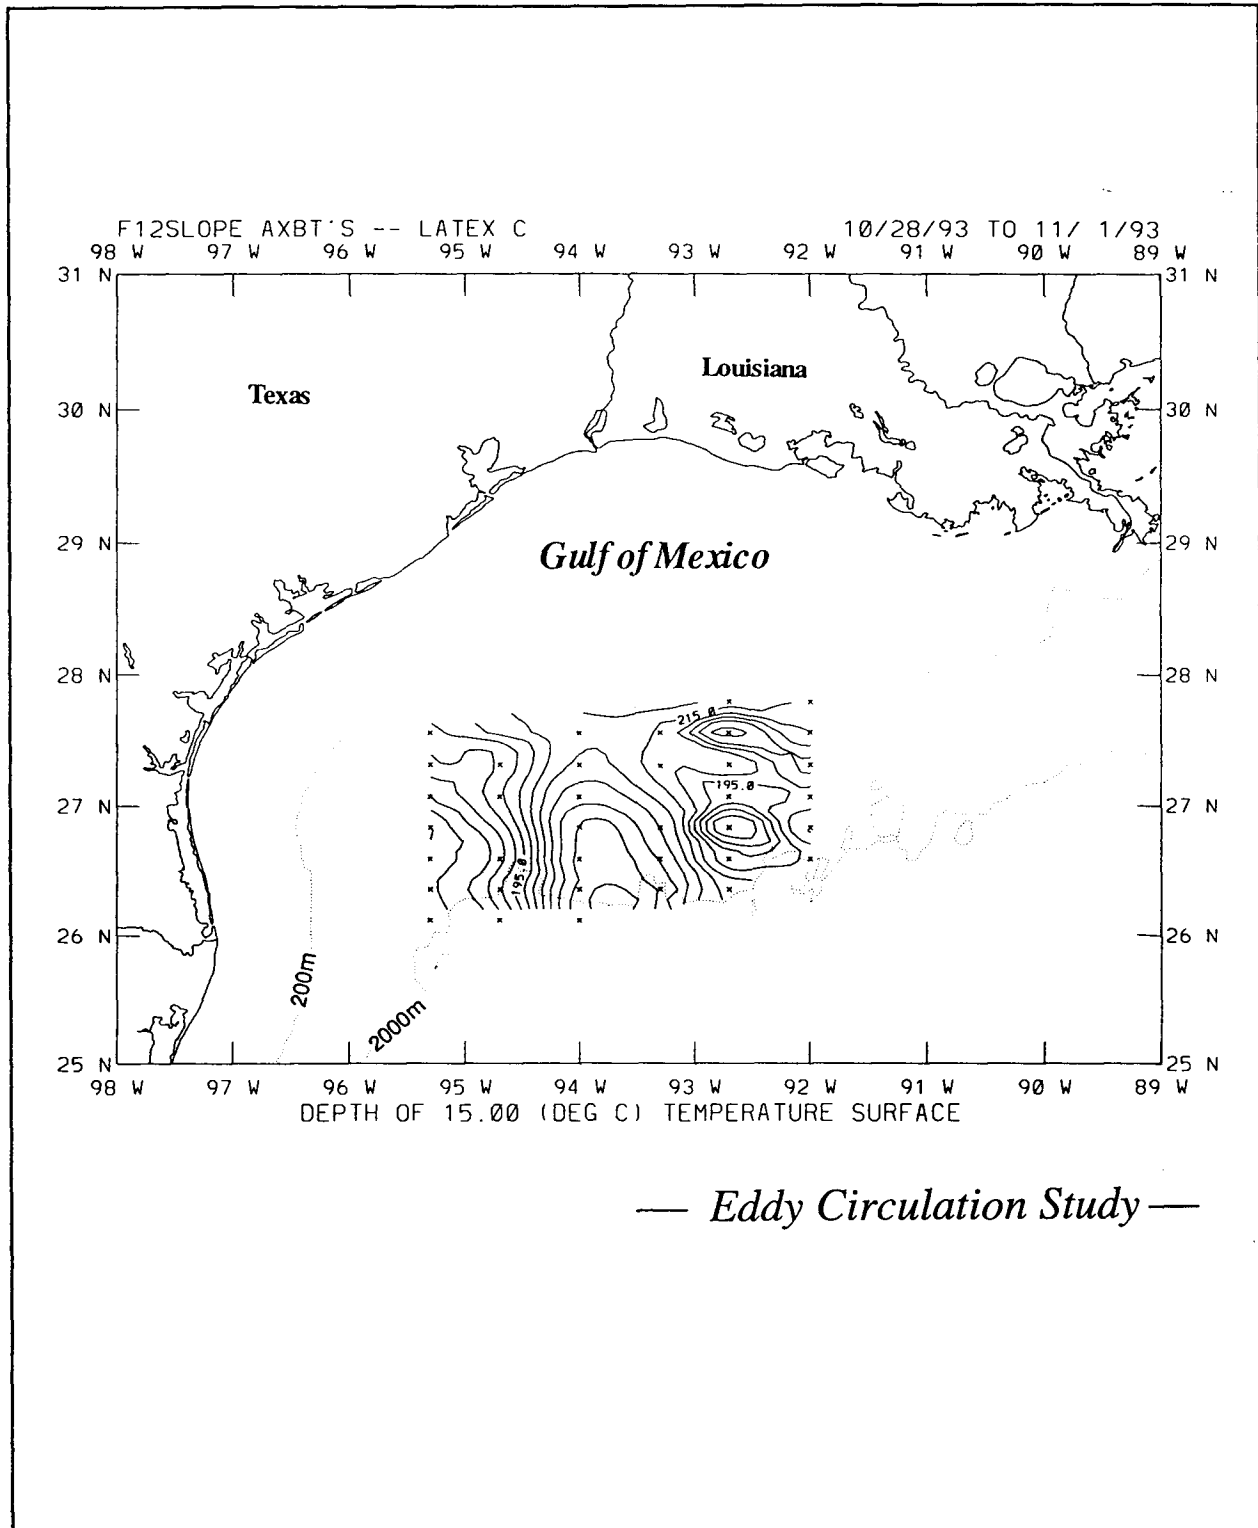 F12SLOPE AXBT'S -- LATEX C 10/28/93 TO 11/ 1/93
98 W 97 W 96 W 95 W 94 W 93 W 92 W 91 W 90 W 89 W
31 N 31 N
Louisiana
Texas
30 N 30 N
29 N 29 N
Gulf of Mexico
28 N 28 N
215.0
195.0
27 N 27 N
195.0
26 N 26 N
200m
2000m
25 N 25 N
98 W 97 W 96 W 95 W 94 W 93 W 92 W 91 W 90 W 89 W
DEPTH OF 15.00 (DEG C) TEMPERATURE SURFACE
— Eddy Circulation Study —